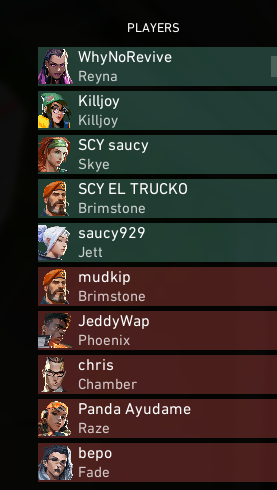 PLAYERS
WhyNoRevive
Reyna
Killjoy
Killjoy
SCY saucy
Skye
SCY EL TRUCKO
Brimstone
saucy929
Jett
mudkip
Brimstone
JeddyWap
Phoenix
chris
Chamber
Panda Ayudame
Raze
bepo
Fade